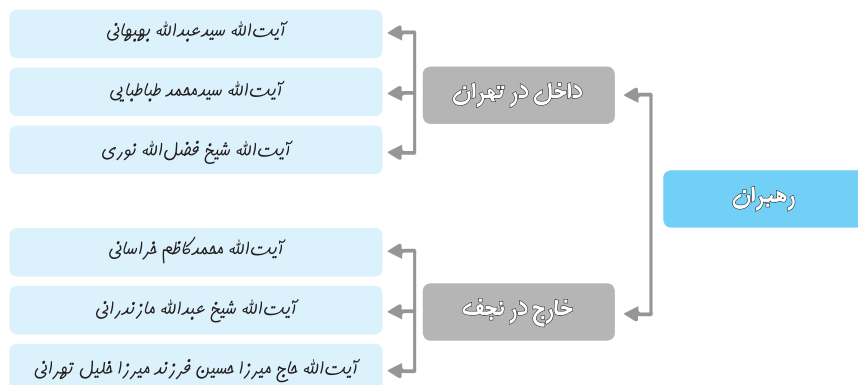 رهبران
داخل در تهران
آیت‌الله سیدعبدالله بهبهانی
آیت‌الله سیدمحمد طباطبایی
آیت‌الله شیخ فضل‌الله نوری
خارج در نجف
آیت‌الله محمدکاظم خراسانی
آیت‌الله شیخ عبدالله مازندرانی
آیت‌الله حاج میرزا حسین فرزند میرزا خلیل تهرانی